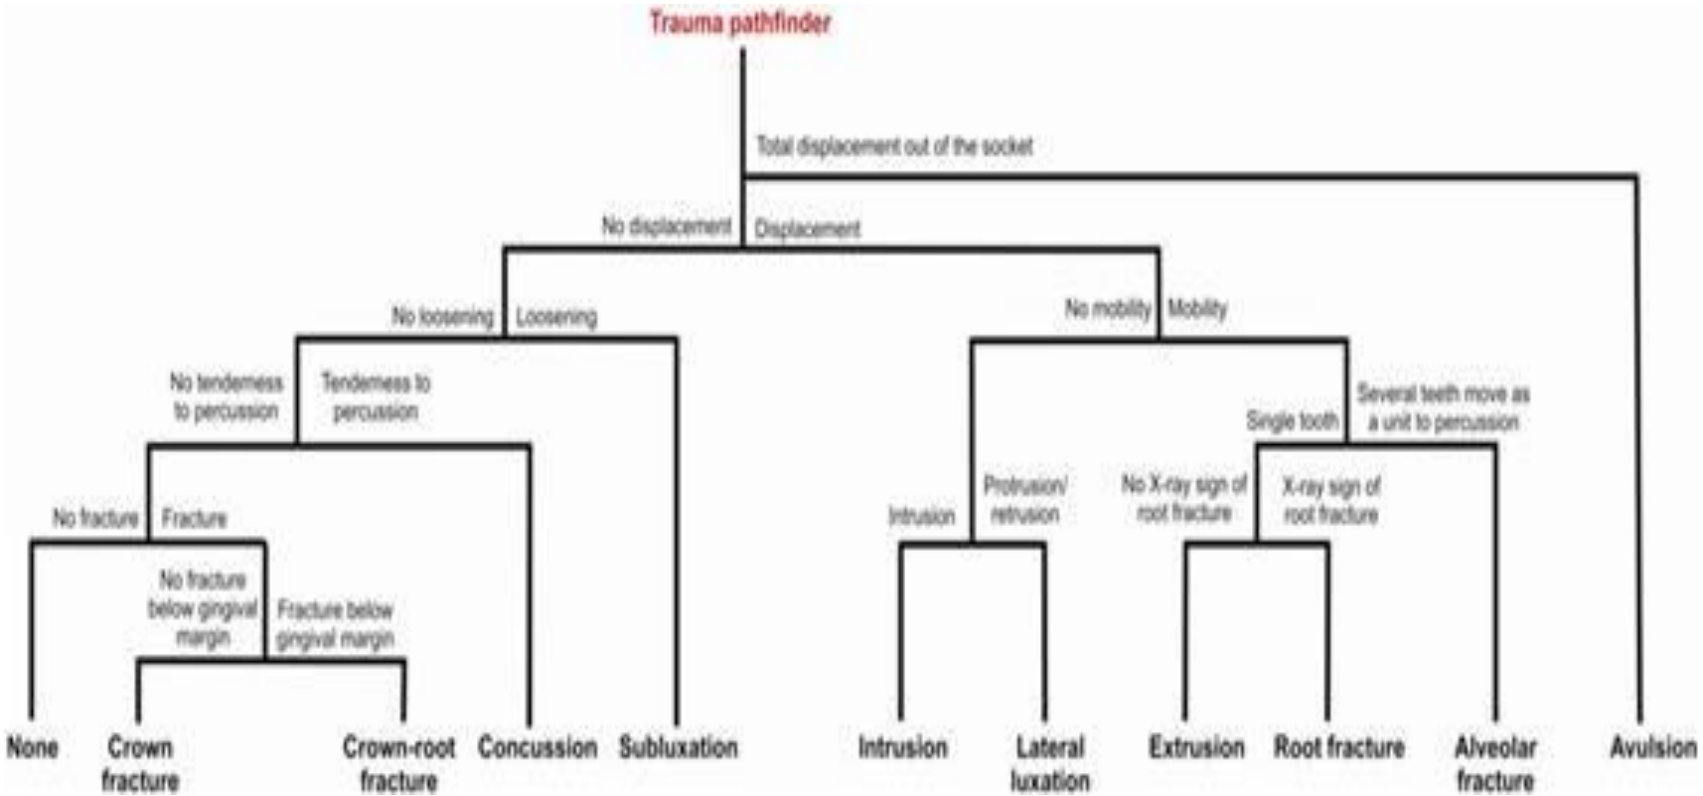 Trauma pathfinder
Total displacement out of the socket
No displacement
Displacement
No loosening
Loosening
No mobility
Mobility
No tenderness
to percussion
Tenderness to
percussion
Single tooth
Several teeth move as
a unit to percussion
No fracture
Fracture
Intrusion
Protrusion/
retrusion
No X-ray sign of
root fracture
X-ray sign of
root fracture
No fracture
below gingival
margin
Fracture below
gingival margin
None
Crown
fracture
Crown-root
fracture
Concussion
Subluxation
Intrusion
Lateral
luxation
Extrusion
Root fracture
Alveolar
fracture
Avulsion